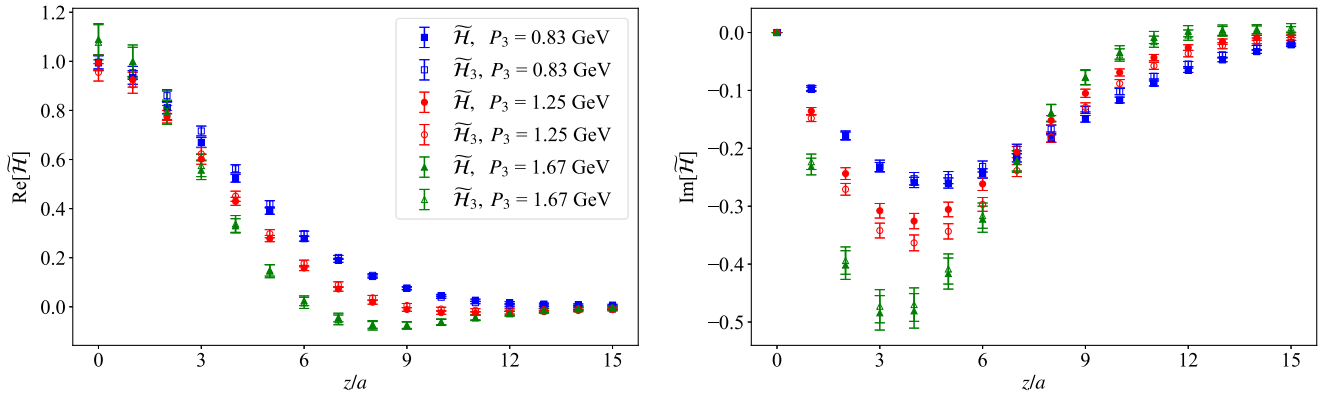 Re[H̃]
1.0
0.8
0.6
0.4
0.2
0.0
0 3 6 9 12 15
z/a
H̃, P₃ = 0.83 GeV
H̃₃, P₃ = 0.83 GeV
H̃, P₃ = 1.25 GeV
H̃₃, P₃ = 1.25 GeV
H̃, P₃ = 1.67 GeV
H̃₃, P₃ = 1.67 GeV
Im[H̃]
0.0
−0.1
−0.2
−0.3
−0.4
−0.5
0 3 6 9 12 15
z/a